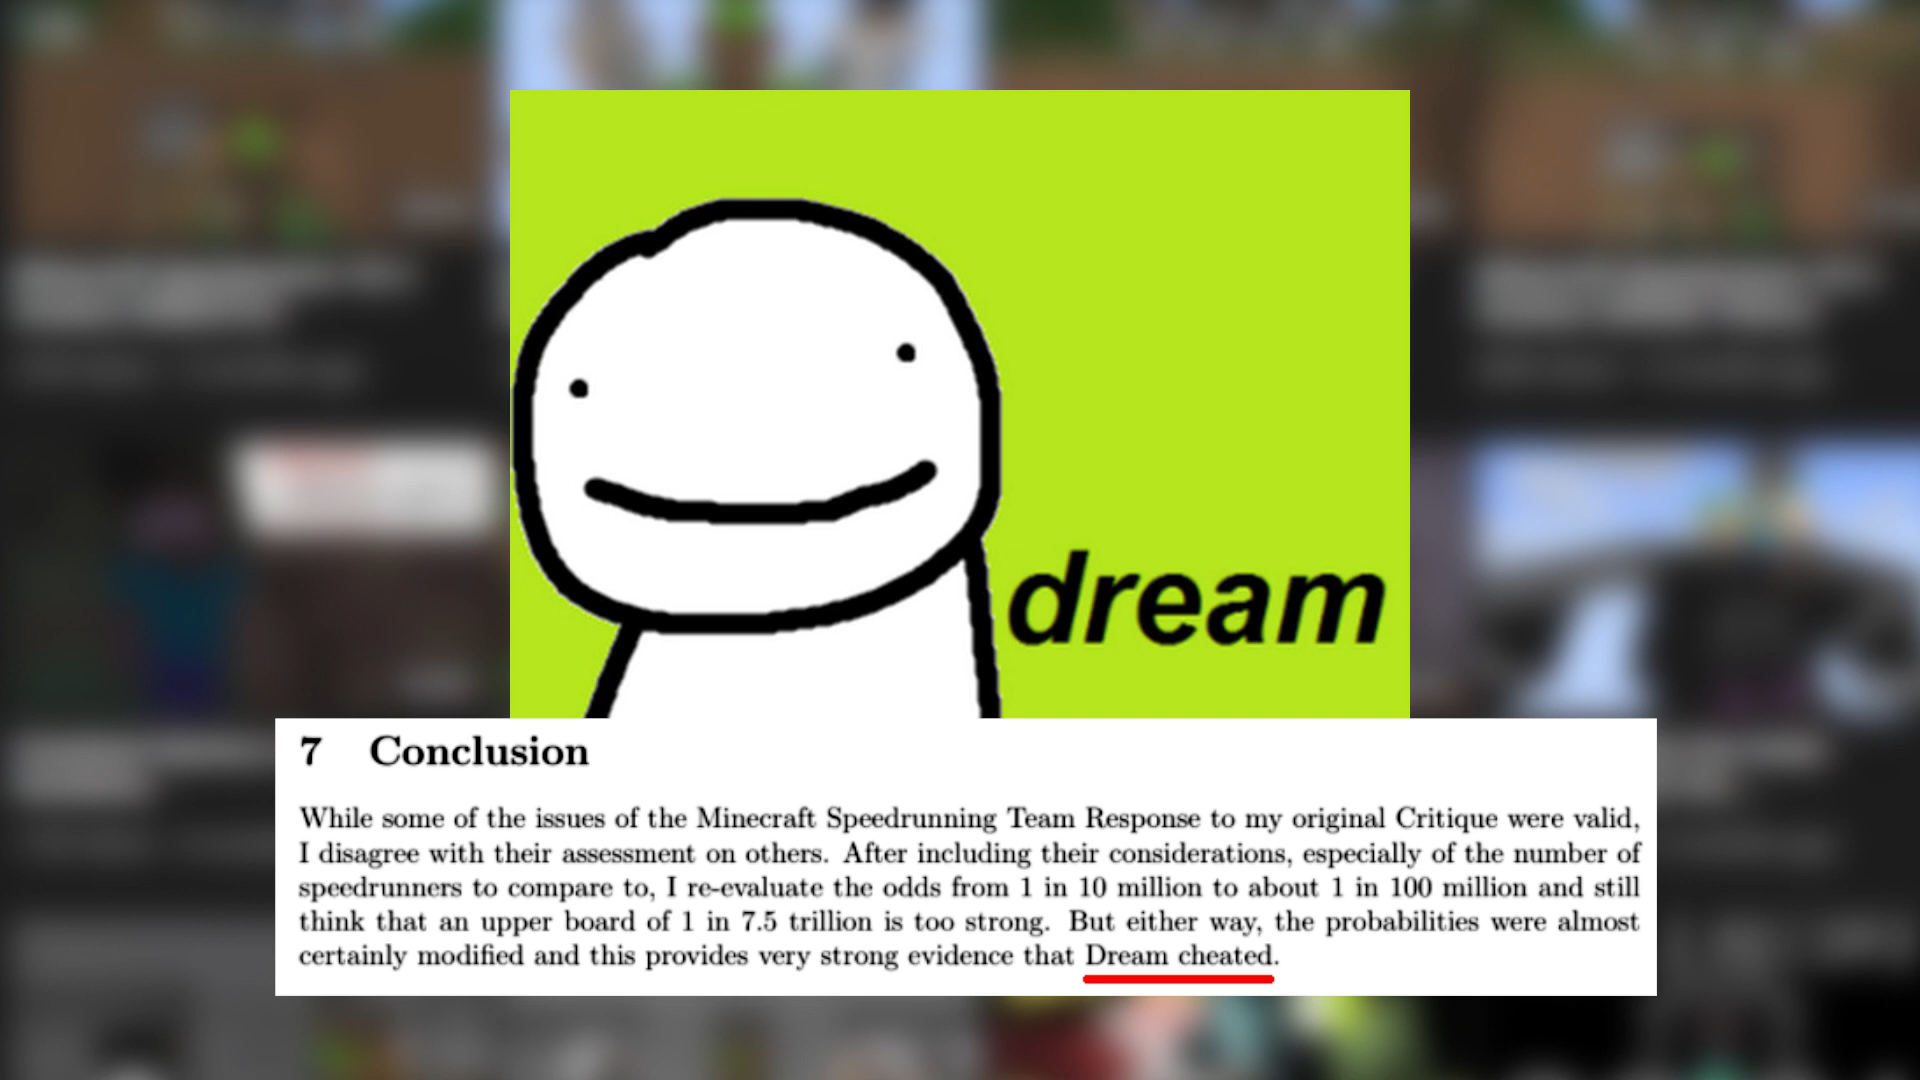 dream
7 Conclusion
While some of the issues of the Minecraft Speedrunning Team Response to my original Critique were valid,
I disagree with their assessment on others. After including their considerations, especially of the number of
speedrunners to compare to, I re-evaluate the odds from 1 in 10 million to about 1 in 100 million and still
think that an upper board of 1 in 7.5 trillion is too strong. But either way, the probabilities were almost
certainly modified and this provides very strong evidence that Dream cheated.